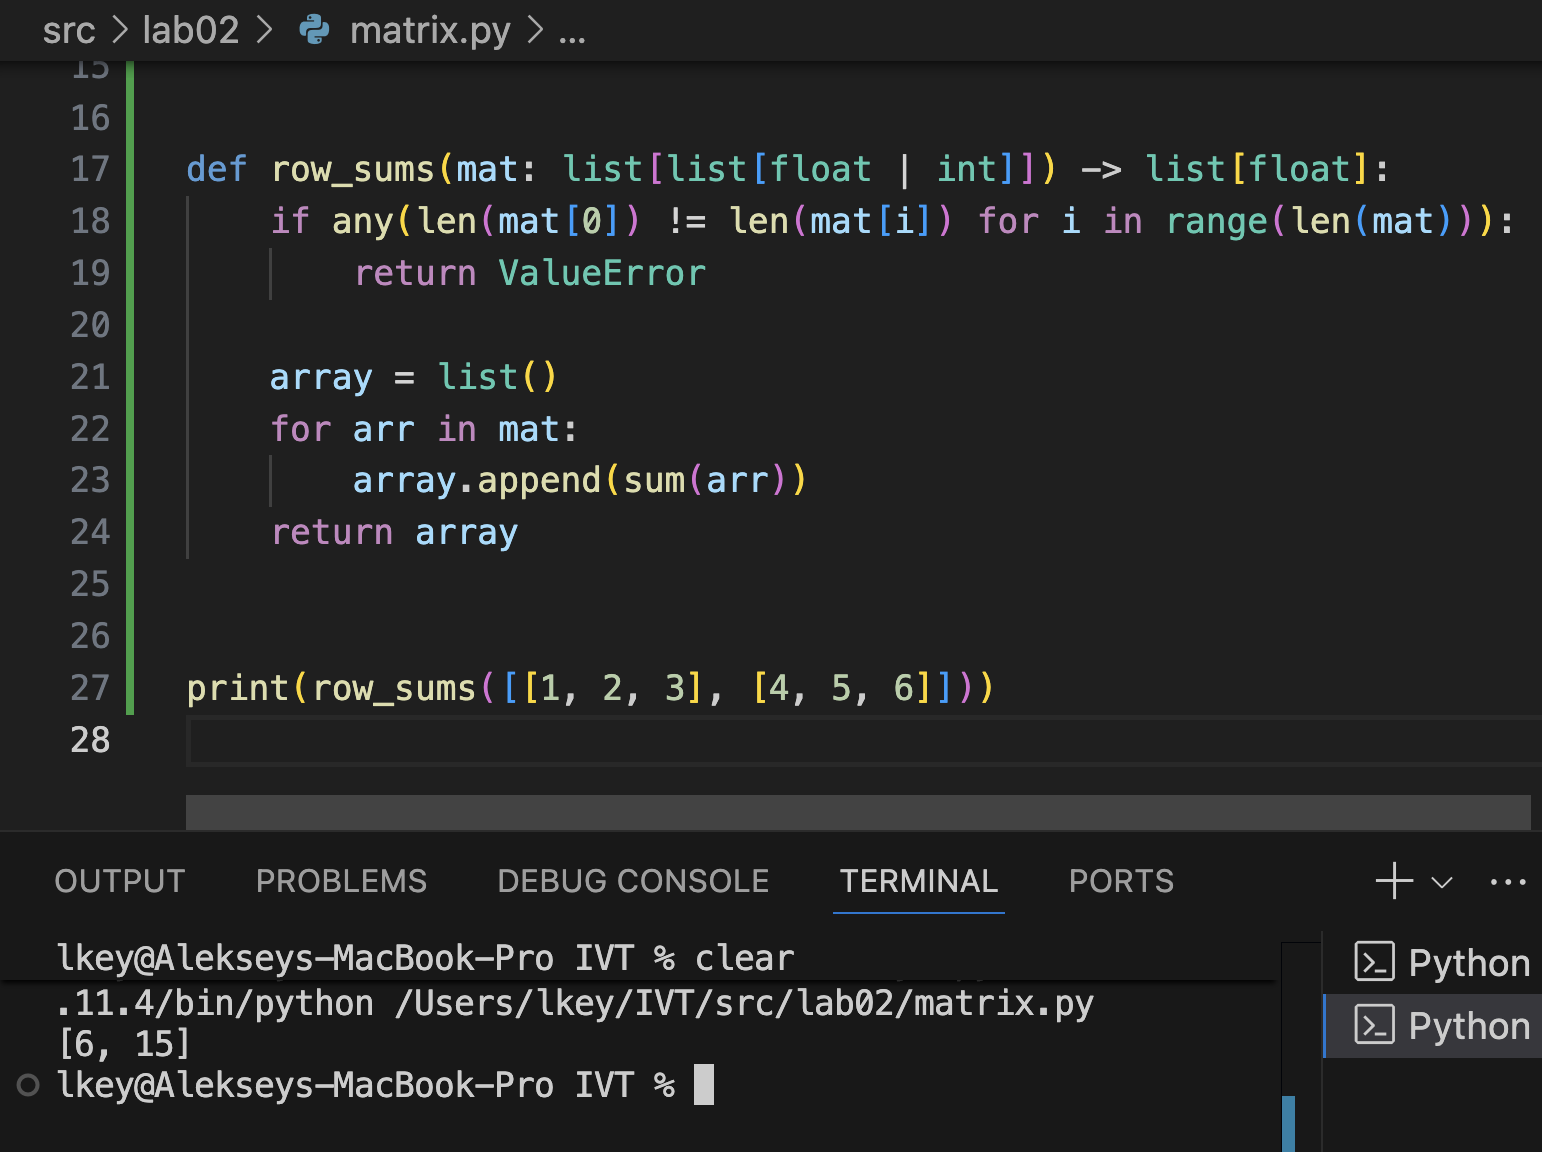 src > lab02 > matrix.py > ...
15
16
17 def row_sums(mat: list[list[float | int]]) -> list[float]:
18     if any(len(mat[0]) != len(mat[i]) for i in range(len(mat))):
19         return ValueError
20
21     array = list()
22     for arr in mat:
23         array.append(sum(arr))
24     return array
25
26
27 print(row_sums([[1, 2, 3], [4, 5, 6]]))
28
OUTPUT PROBLEMS DEBUG CONSOLE TERMINAL PORTS
lkey@Alekseys-MacBook-Pro IVT % clear
.11.4/bin/python /Users/lkey/IVT/src/lab02/matrix.py
[6, 15]
lkey@Alekseys-MacBook-Pro IVT %
Python
Python